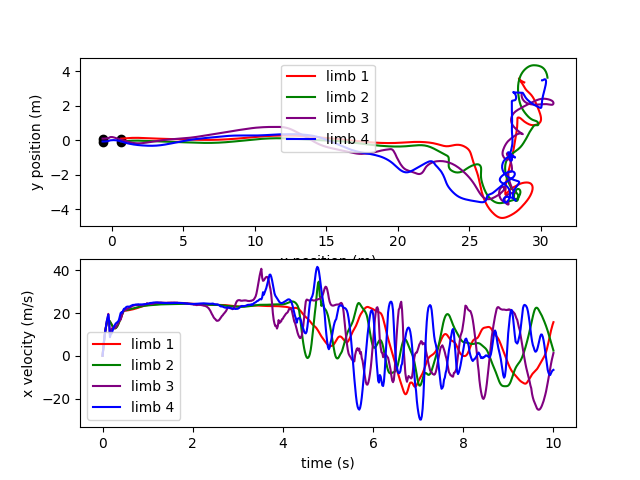 4
2
0
−2
−4
y position (m)
limb 1
limb 2
limb 3
limb 4
0
5
10
15
20
25
30
x position (m)
40
20
0
−20
x velocity (m/s)
limb 1
limb 2
limb 3
limb 4
0
2
4
6
8
10
time (s)